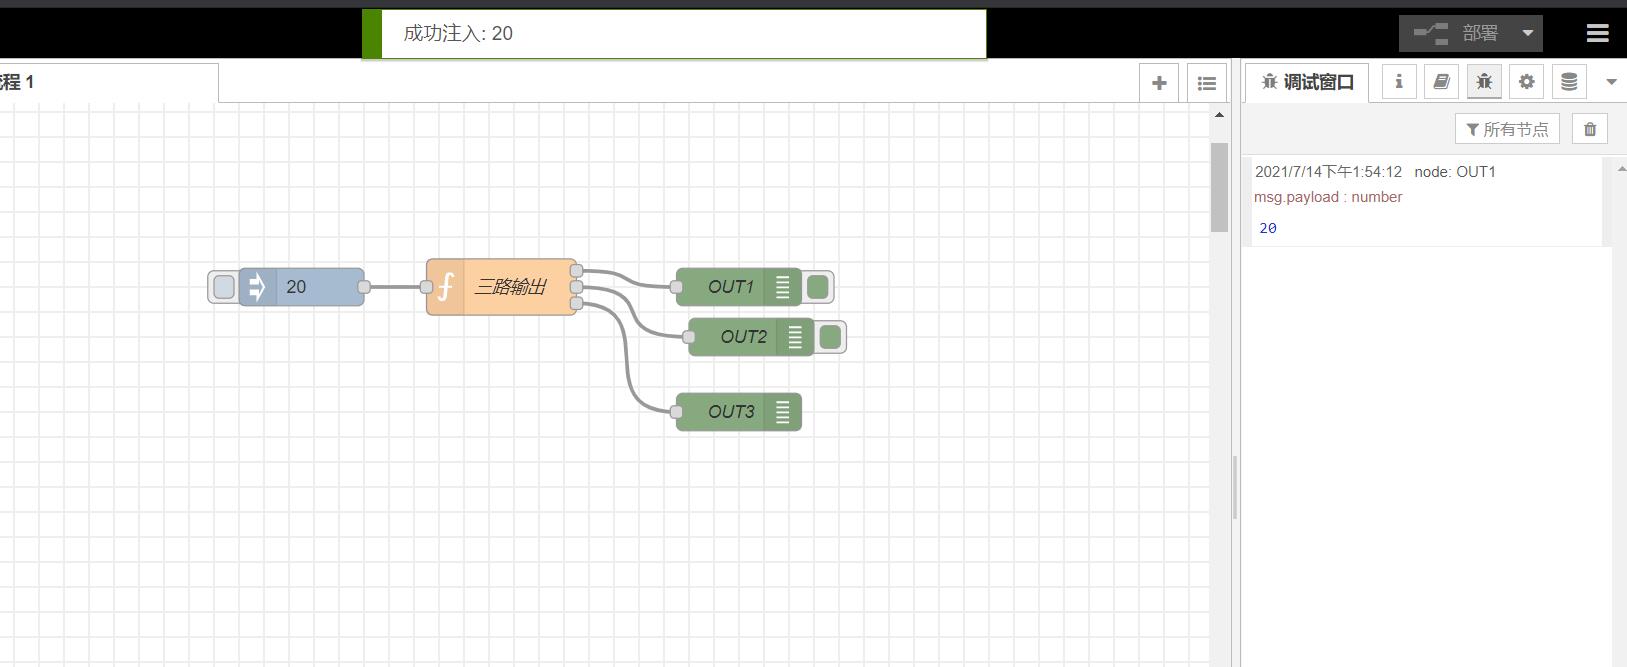 成功注入: 20
部署
流程 1
调试窗口
所有节点
2021/7/14下午1:54:12 node: OUT1
msg.payload : number
20
20
三路输出
OUT1
OUT2
OUT3